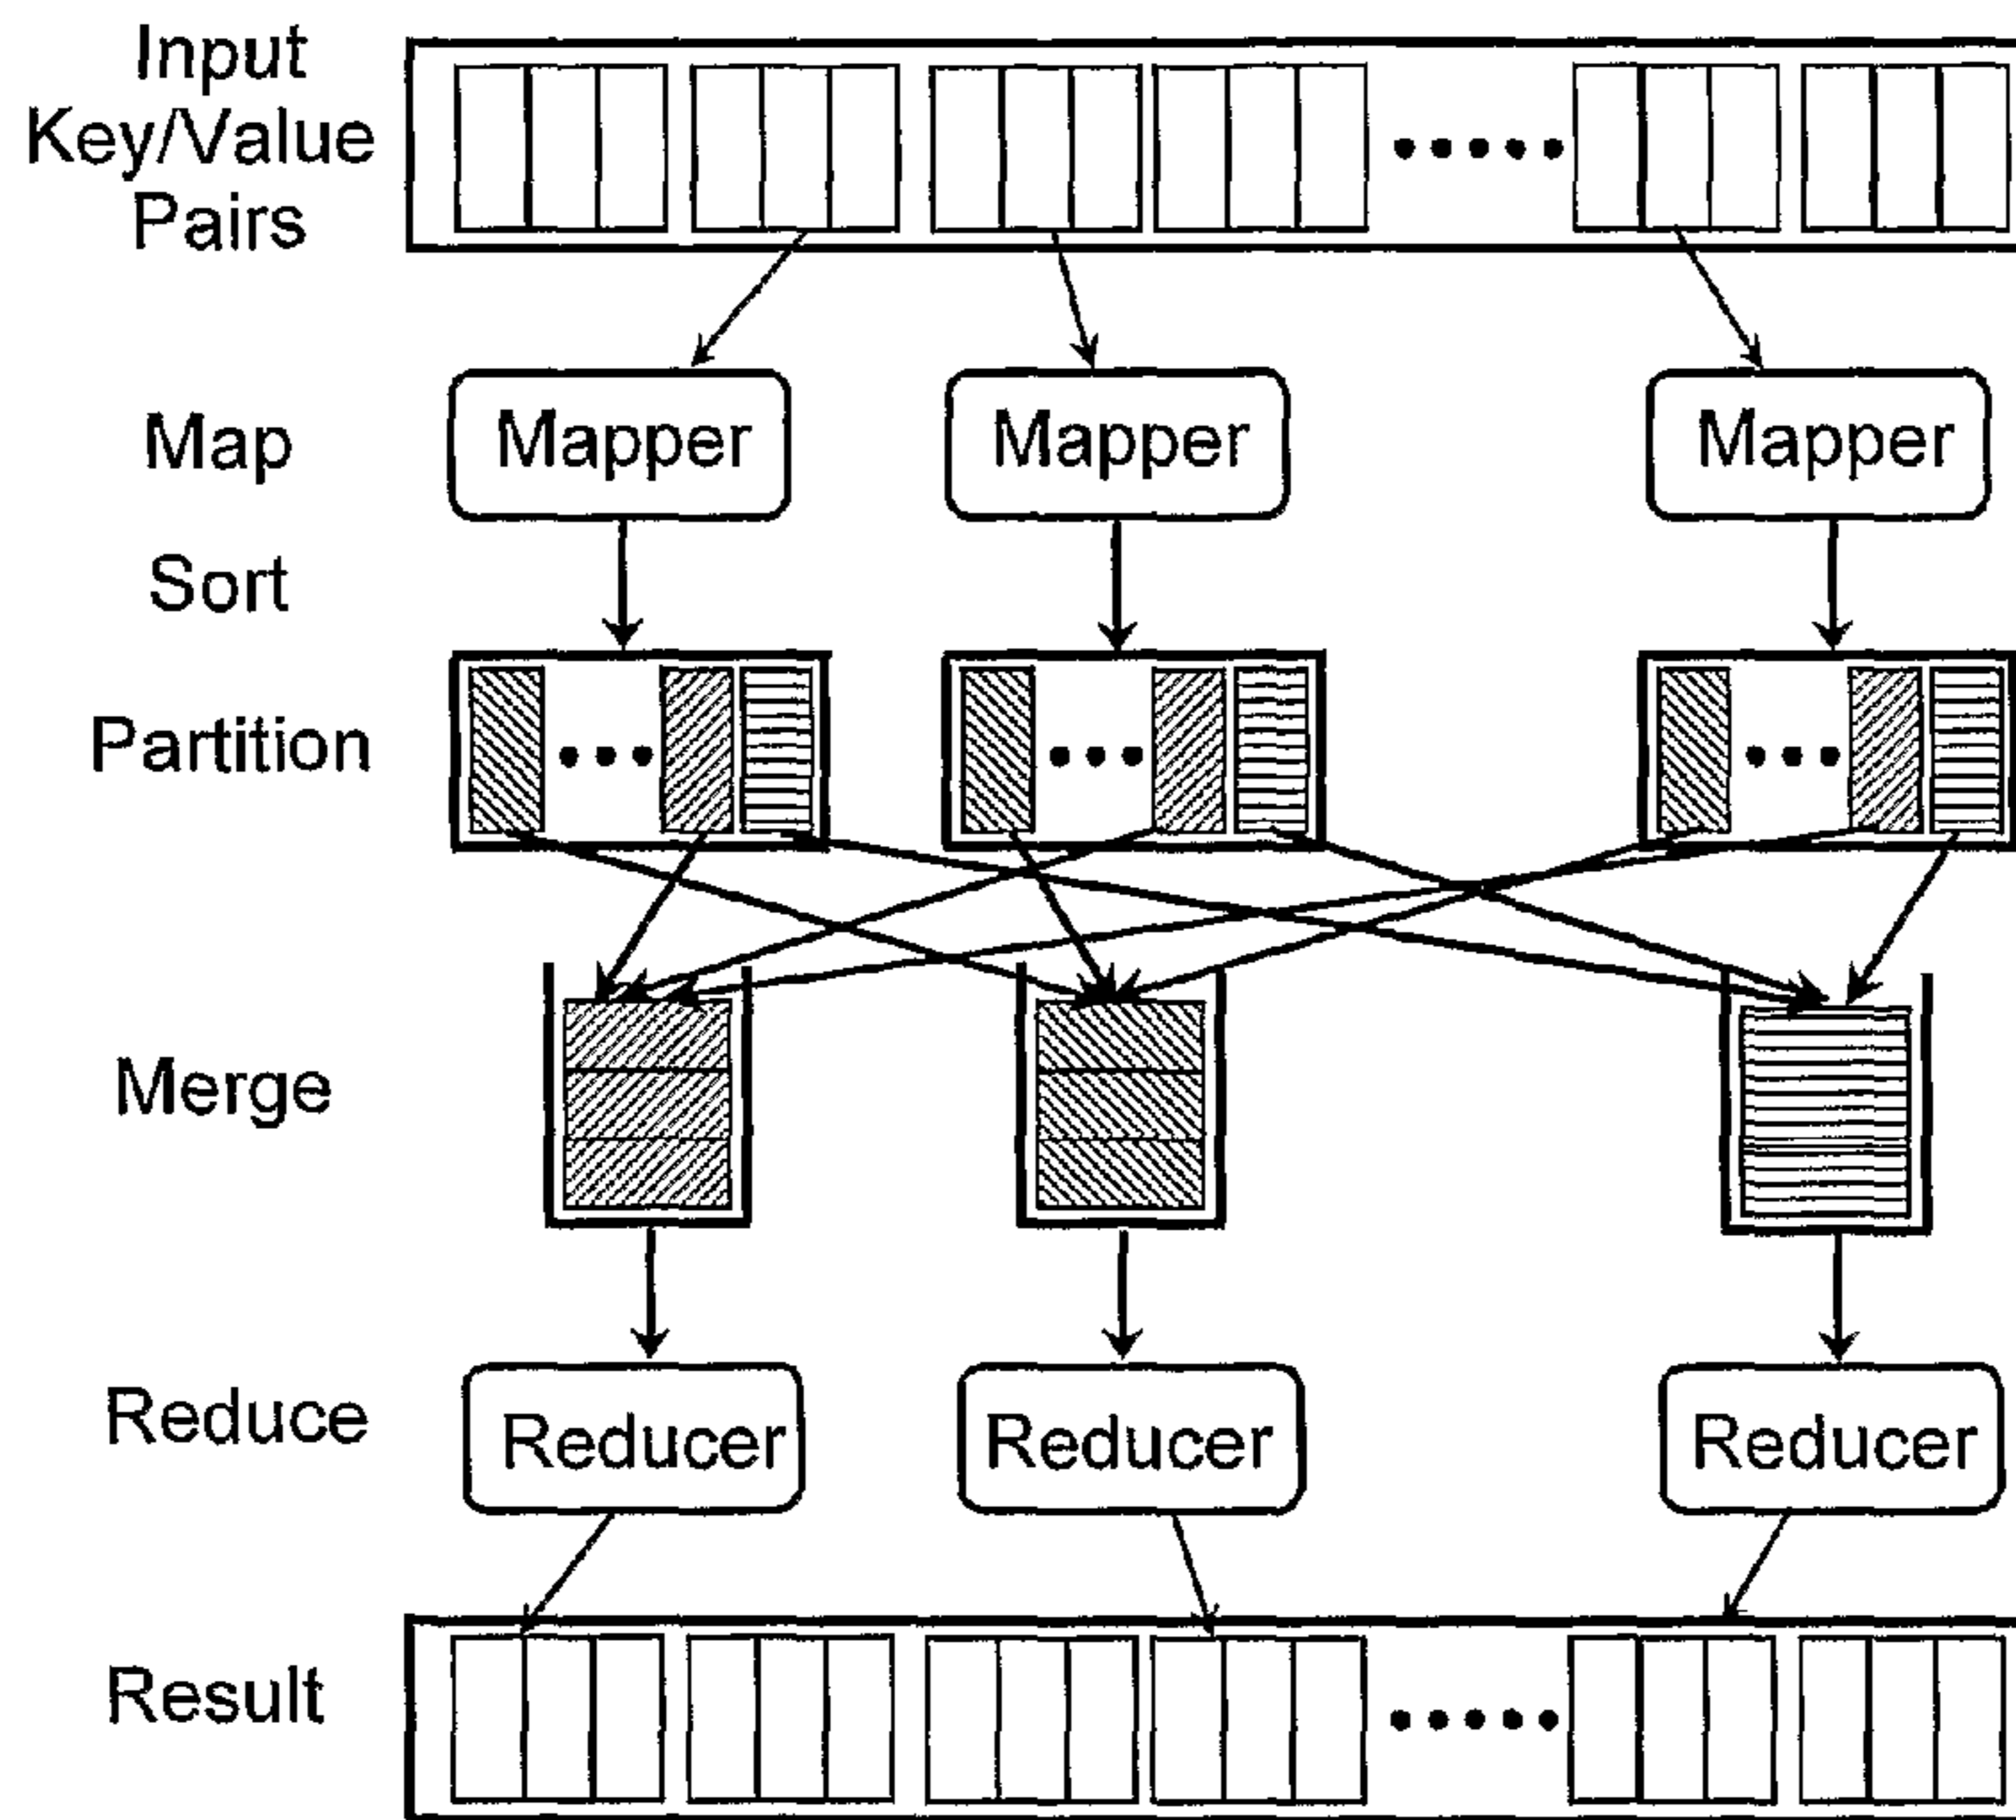 Input
Key/Value
Pairs
Map
Mapper
Mapper
Mapper
Sort
Partition
Merge
Reduce
Reducer
Reducer
Reducer
Result